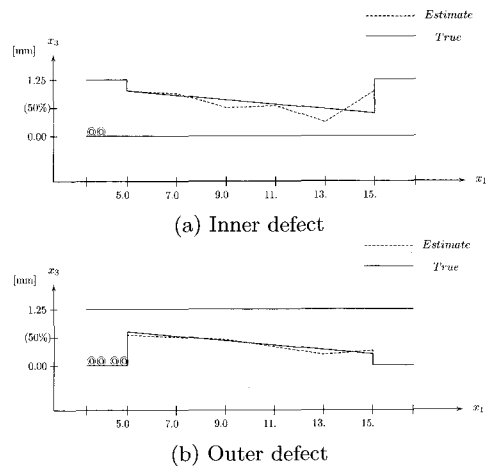 Estimate
True
x3
[mm]
1.25
(50%)
0.00
5.0 7.0 9.0 11. 13. 15. x1
(a) Inner defect
Estimate
True
x3
[mm]
1.25
(50%)
0.00
5.0 7.0 9.0 11. 13. 15. x1
(b) Outer defect